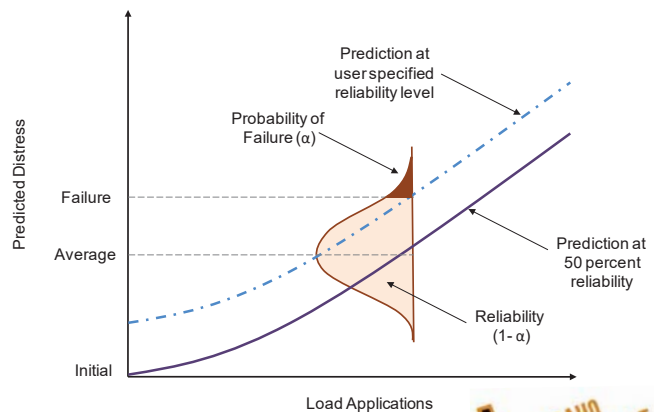 Prediction at
user specified
reliability level
Probability of
Failure (α)
Predicted Distress
Failure
Average
Initial
Prediction at
50 percent
reliability
Reliability
(1- α)
Load Applications